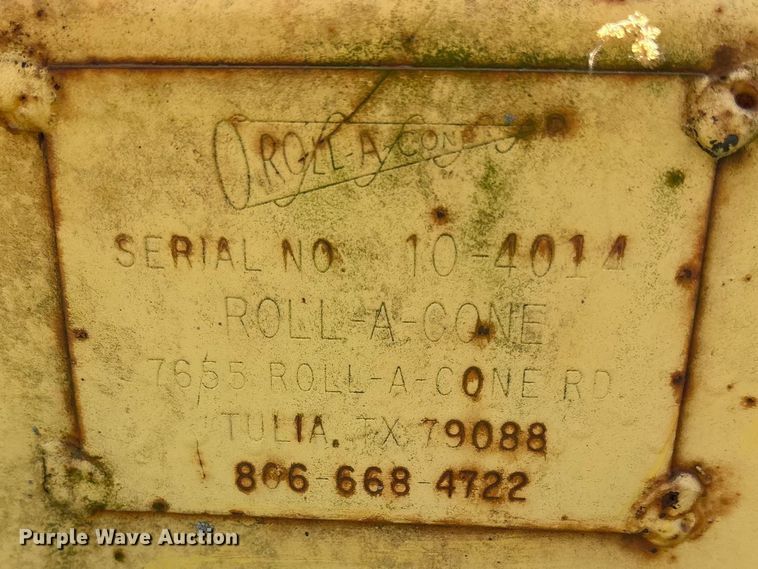 ROLL-A-CONE
SERIAL NO. 10-4014
ROLL-A-CONE
7655 ROLL-A-CONE RD.
TULIA, TX 79088
806-668-4722
Purple Wave Auction